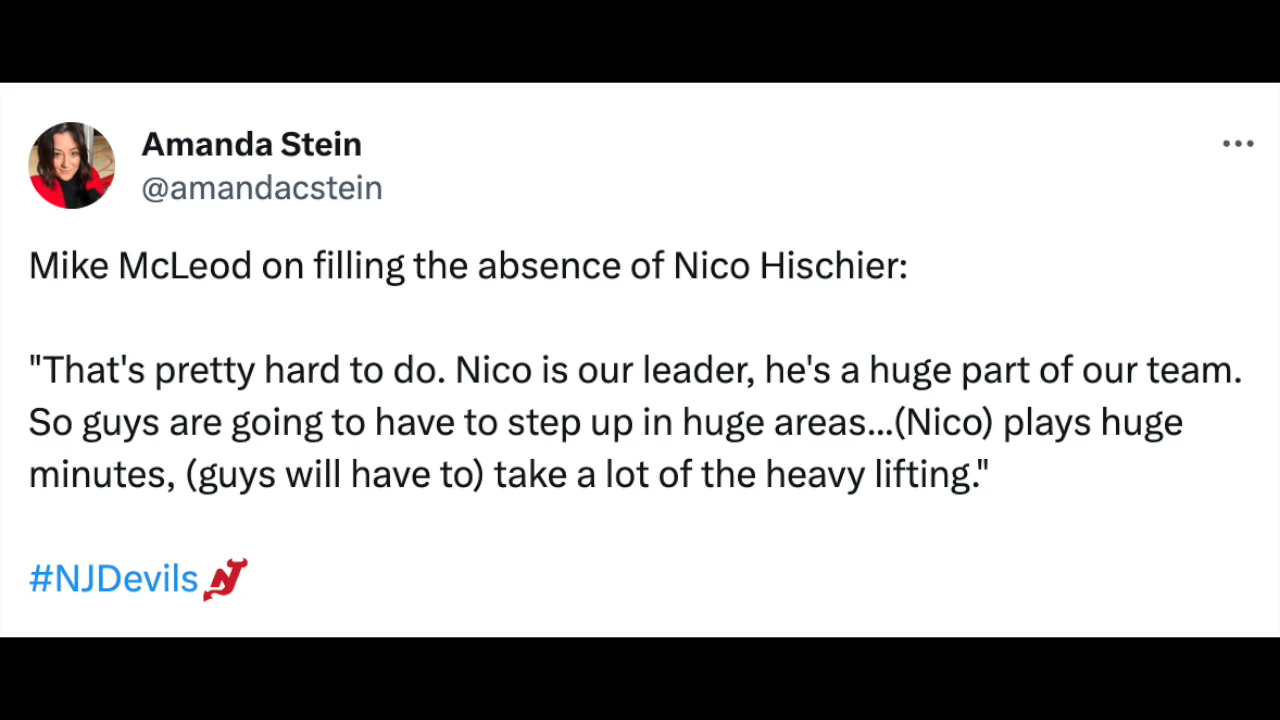 Amanda Stein
@amandacstein
Mike McLeod on filling the absence of Nico Hischier:
"That's pretty hard to do. Nico is our leader, he's a huge part of our team.
So guys are going to have to step up in huge areas...(Nico) plays huge
minutes, (guys will have to) take a lot of the heavy lifting."
#NJDevils